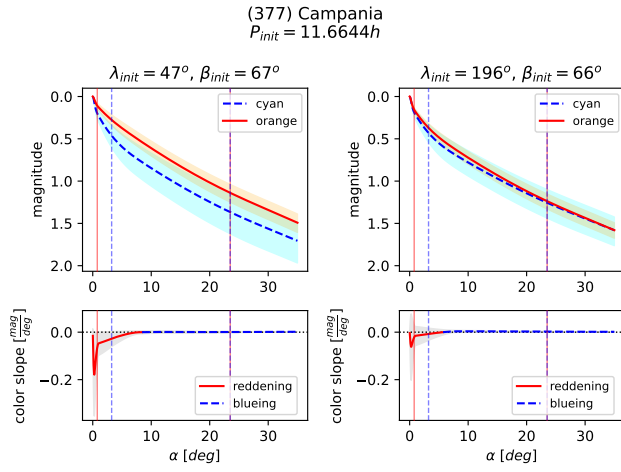 (377) Campania
P_init = 11.6644h
λ_init = 47°, β_init = 67°
0.0
0.5
1.0
1.5
2.0
magnitude
cyan
orange
0
10
20
30
λ_init = 196°, β_init = 66°
0.0
0.5
1.0
1.5
2.0
magnitude
cyan
orange
0
10
20
30
0.0
−0.2
color slope [mag/deg]
reddening
blueing
0
10
20
30
α [deg]
0.0
−0.2
color slope [mag/deg]
reddening
blueing
0
10
20
30
α [deg]